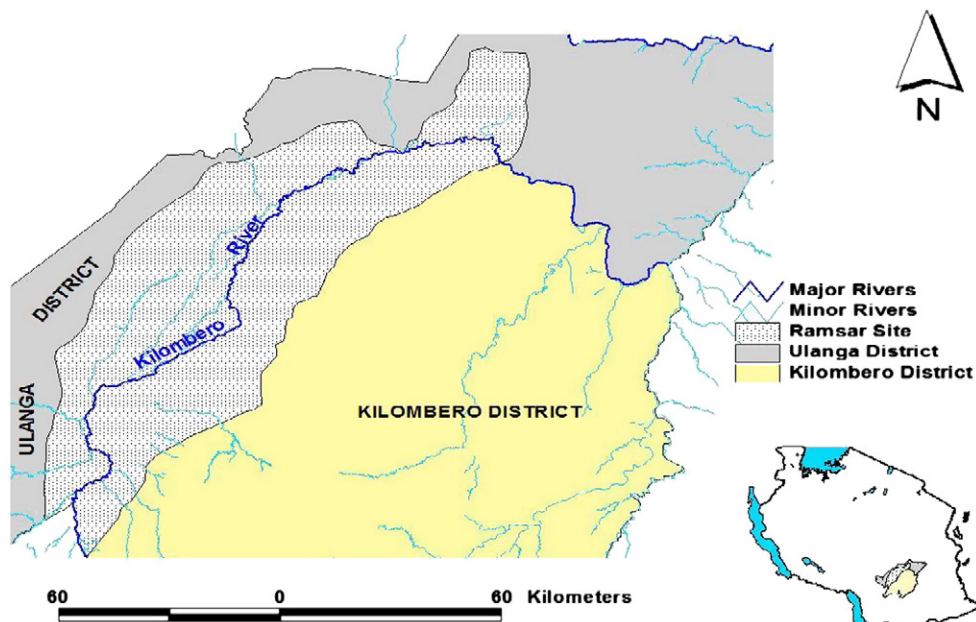 N
DISTRICT
ULANGA
River
Kilombero
KILOMBERO DISTRICT
Major Rivers
Minor Rivers
Ramsar Site
Ulanga District
Kilombero District
60 0 60 Kilometers